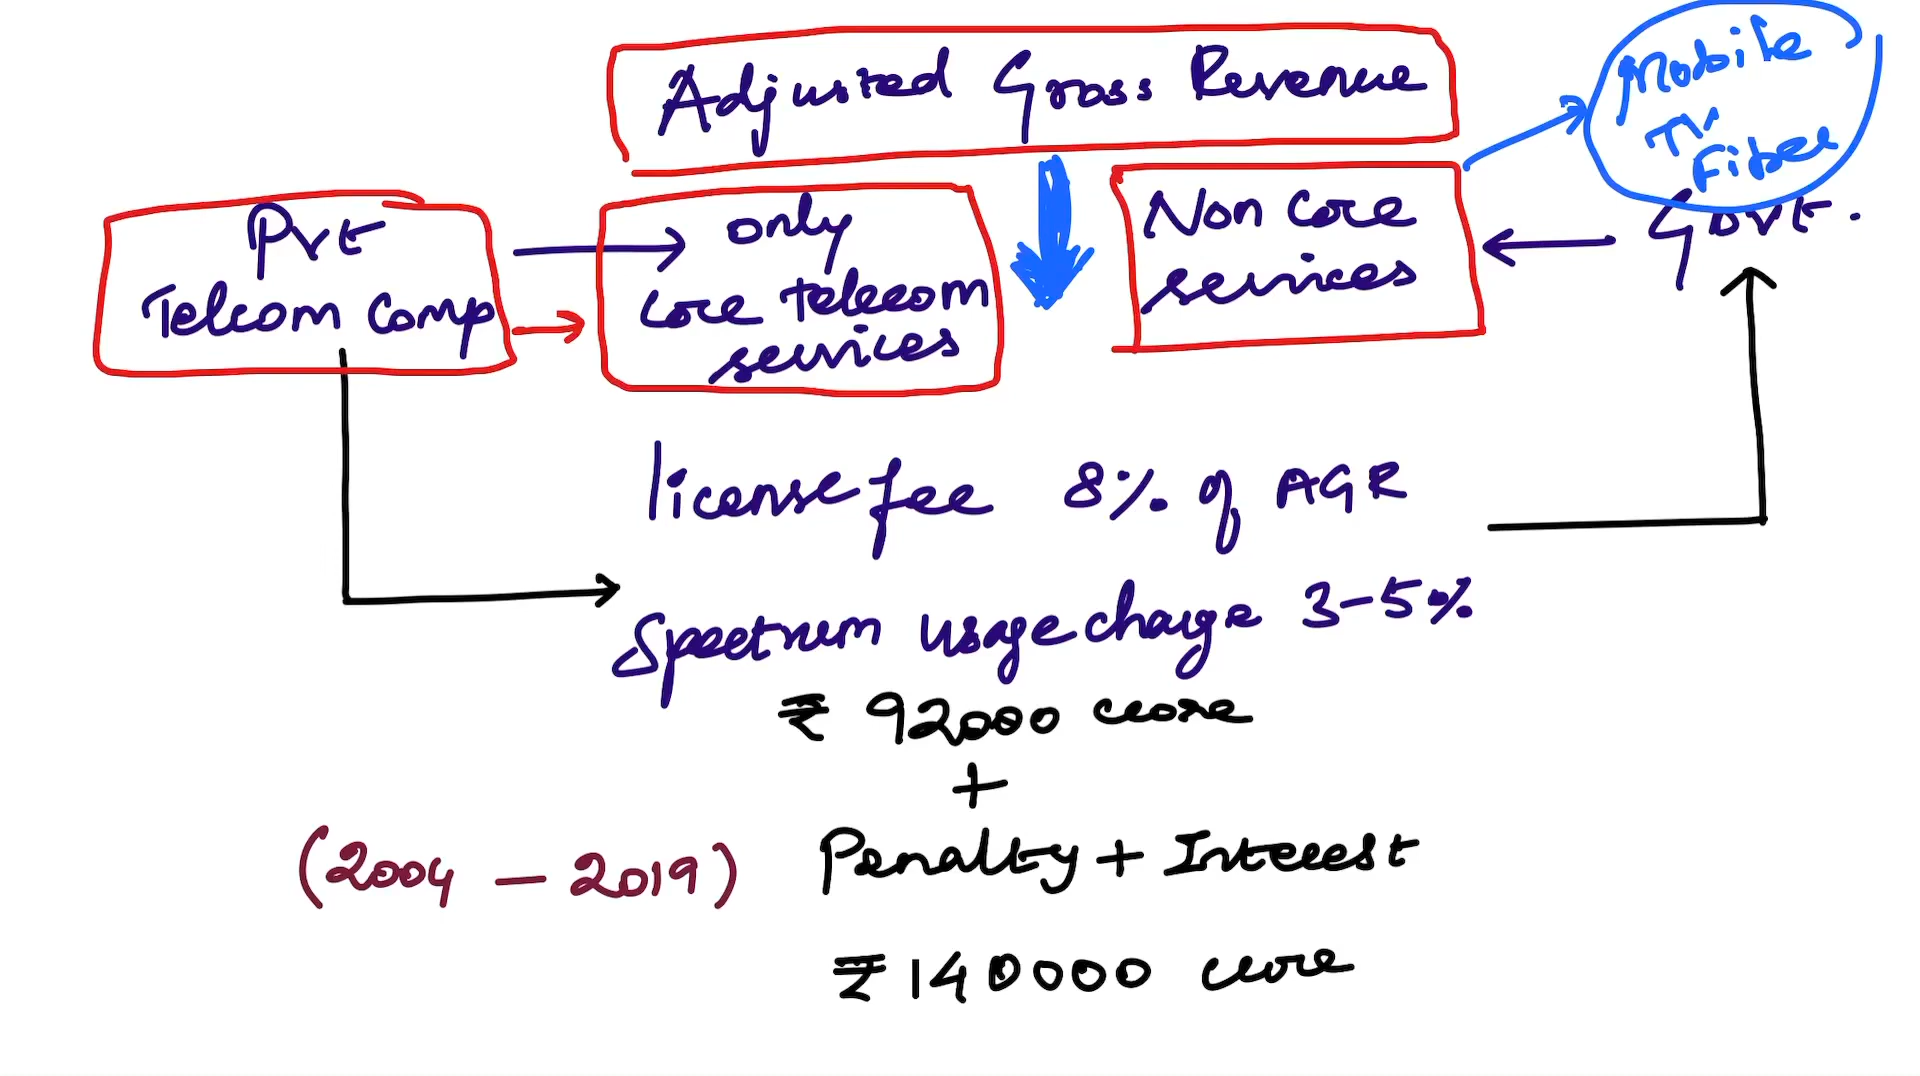 Adjusted Gross Revenue
Mobile
TV
Fiber
Pvt
Telcom Comp
only
core telecom
services
Non Core
services
Govt.
license fee 8% of AGR
Spectrum usage charge 3-5%
₹ 92000 crore
+
(2004 - 2019)
Penalty + Interest
₹ 140000 crore